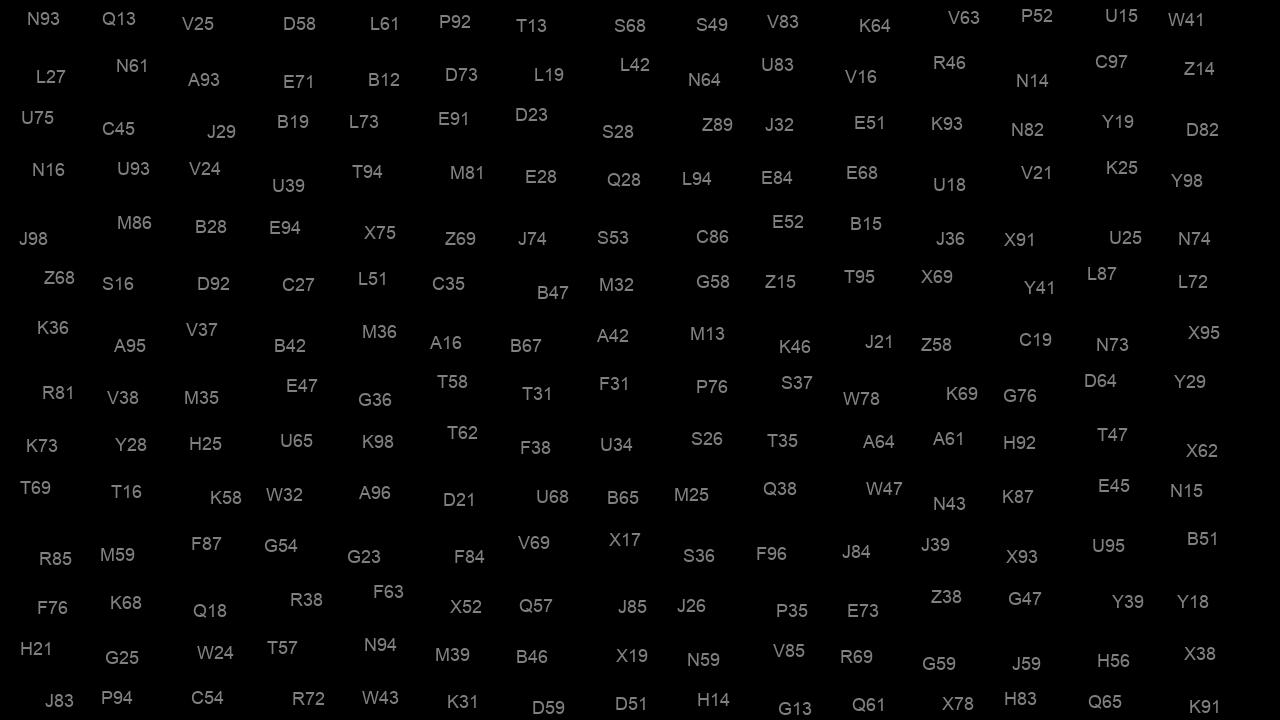 N93 Q13 V25 D58 L61 P92 T13 S68 S49 V83 K64 V63 P52 U15 W41
L27 N61 A93 E71 B12 D73 L19 L42 N64 U83 V16 R46 N14 C97 Z14
U75 C45 J29 B19 L73 E91 D23 S28 Z89 J32 E51 K93 N82 Y19 D82
N16 U93 V24 U39 T94 M81 E28 Q28 L94 E84 E68 U18 V21 K25 Y98
J98 M86 B28 E94 X75 Z69 J74 S53 C86 E52 B15 J36 X91 U25 N74
Z68 S16 D92 C27 L51 C35 B47 M32 G58 Z15 T95 X69 Y41 L87 L72
K36 A95 V37 B42 M36 A16 B67 A42 M13 K46 J21 Z58 C19 N73 X95
R81 V38 M35 E47 G36 T58 T31 F31 P76 S37 W78 K69 G76 D64 Y29
K73 Y28 H25 U65 K98 T62 F38 U34 S26 T35 A64 A61 H92 T47 X62
T69 T16 K58 W32 A96 D21 U68 B65 M25 Q38 W47 N43 K87 E45 N15
R85 M59 F87 G54 G23 F84 V69 X17 S36 F96 J84 J39 X93 U95 B51
F76 K68 Q18 R38 F63 X52 Q57 J85 J26 P35 E73 Z38 G47 Y39 Y18
H21 G25 W24 T57 N94 M39 B46 X19 N59 V85 R69 G59 J59 H56 X38
J83 P94 C54 R72 W43 K31 D59 D51 H14 G13 Q61 X78 H83 Q65 K91